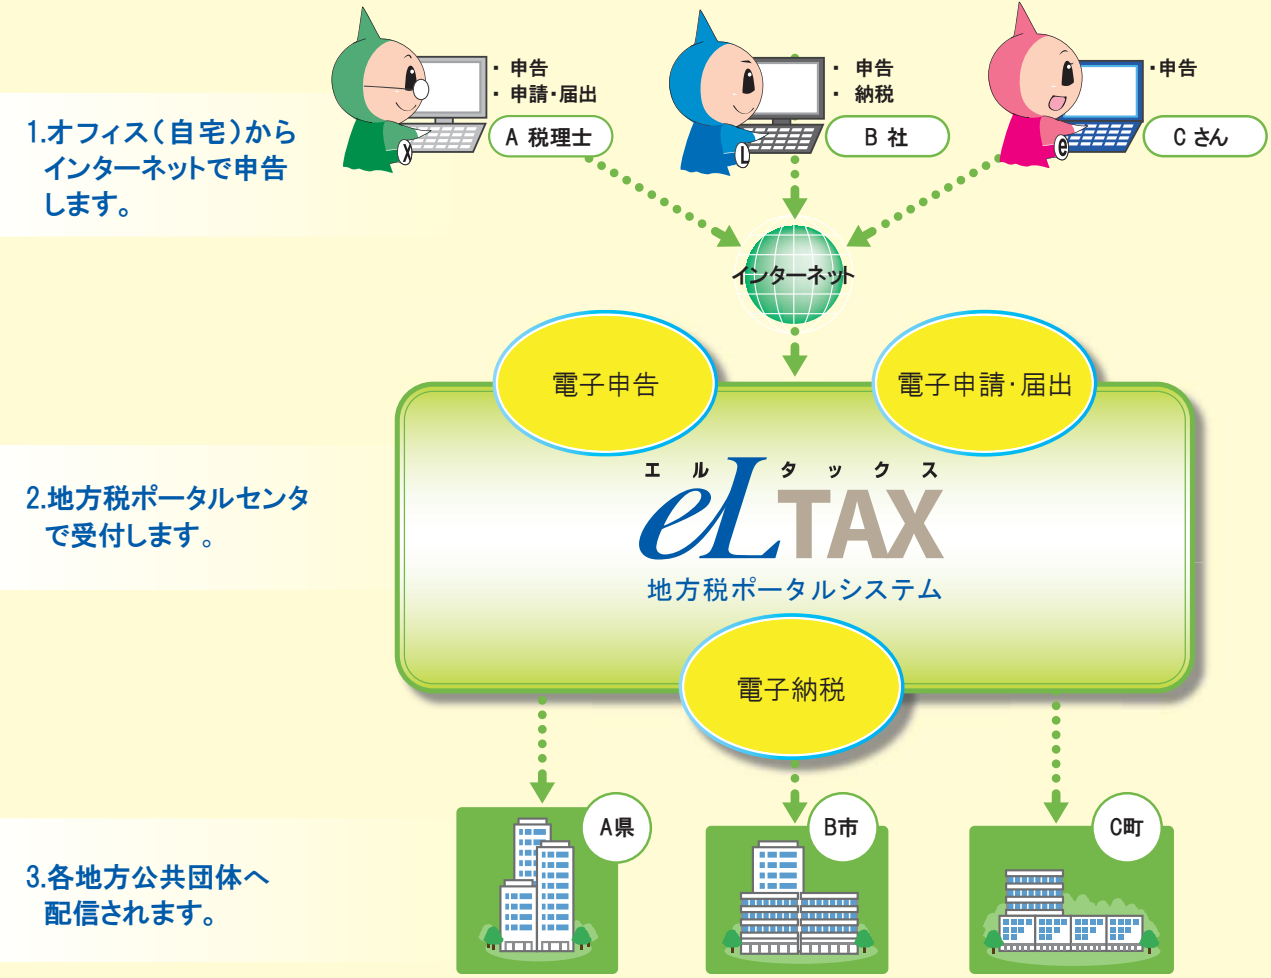 ・ 申告
・ 申請・届出
A 税理士
X
・ 申告
・ 納税
B 社
L
・申告
C さん
e
1.オフィス(自宅)から
インターネットで申告
します。
インターネット
電子申告
電子申請・届出
エルタックス
eLTAX
地方税ポータルシステム
2.地方税ポータルセンタ
で受付します。
電子納税
A県
B市
C町
3.各地方公共団体へ
配信されます。